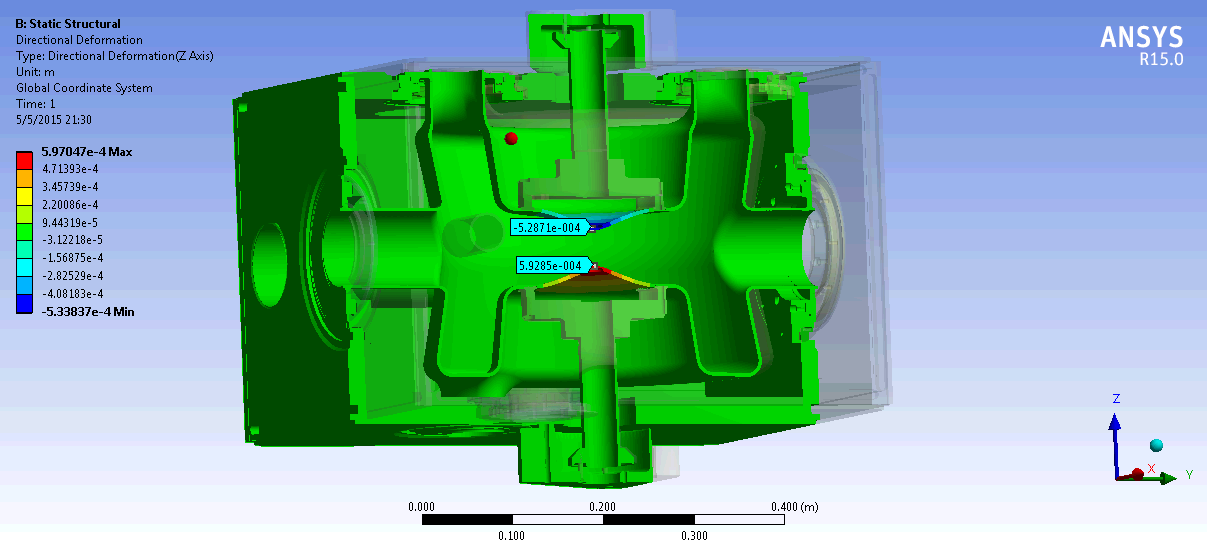 B: Static Structural
Directional Deformation
Type: Directional Deformation(Z Axis)
Unit: m
Global Coordinate System
Time: 1
5/5/2015 21:30
ANSYS
R15.0
5.97047e-4 Max
4.71393e-4
3.45739e-4
2.20086e-4
9.44319e-5
-3.12218e-5
-1.56875e-4
-2.82529e-4
-4.08183e-4
-5.33837e-4 Min
-5.2871e-004
5.9285e-004
Z
X
Y
0.000 0.200 0.400 (m)
0.100 0.300